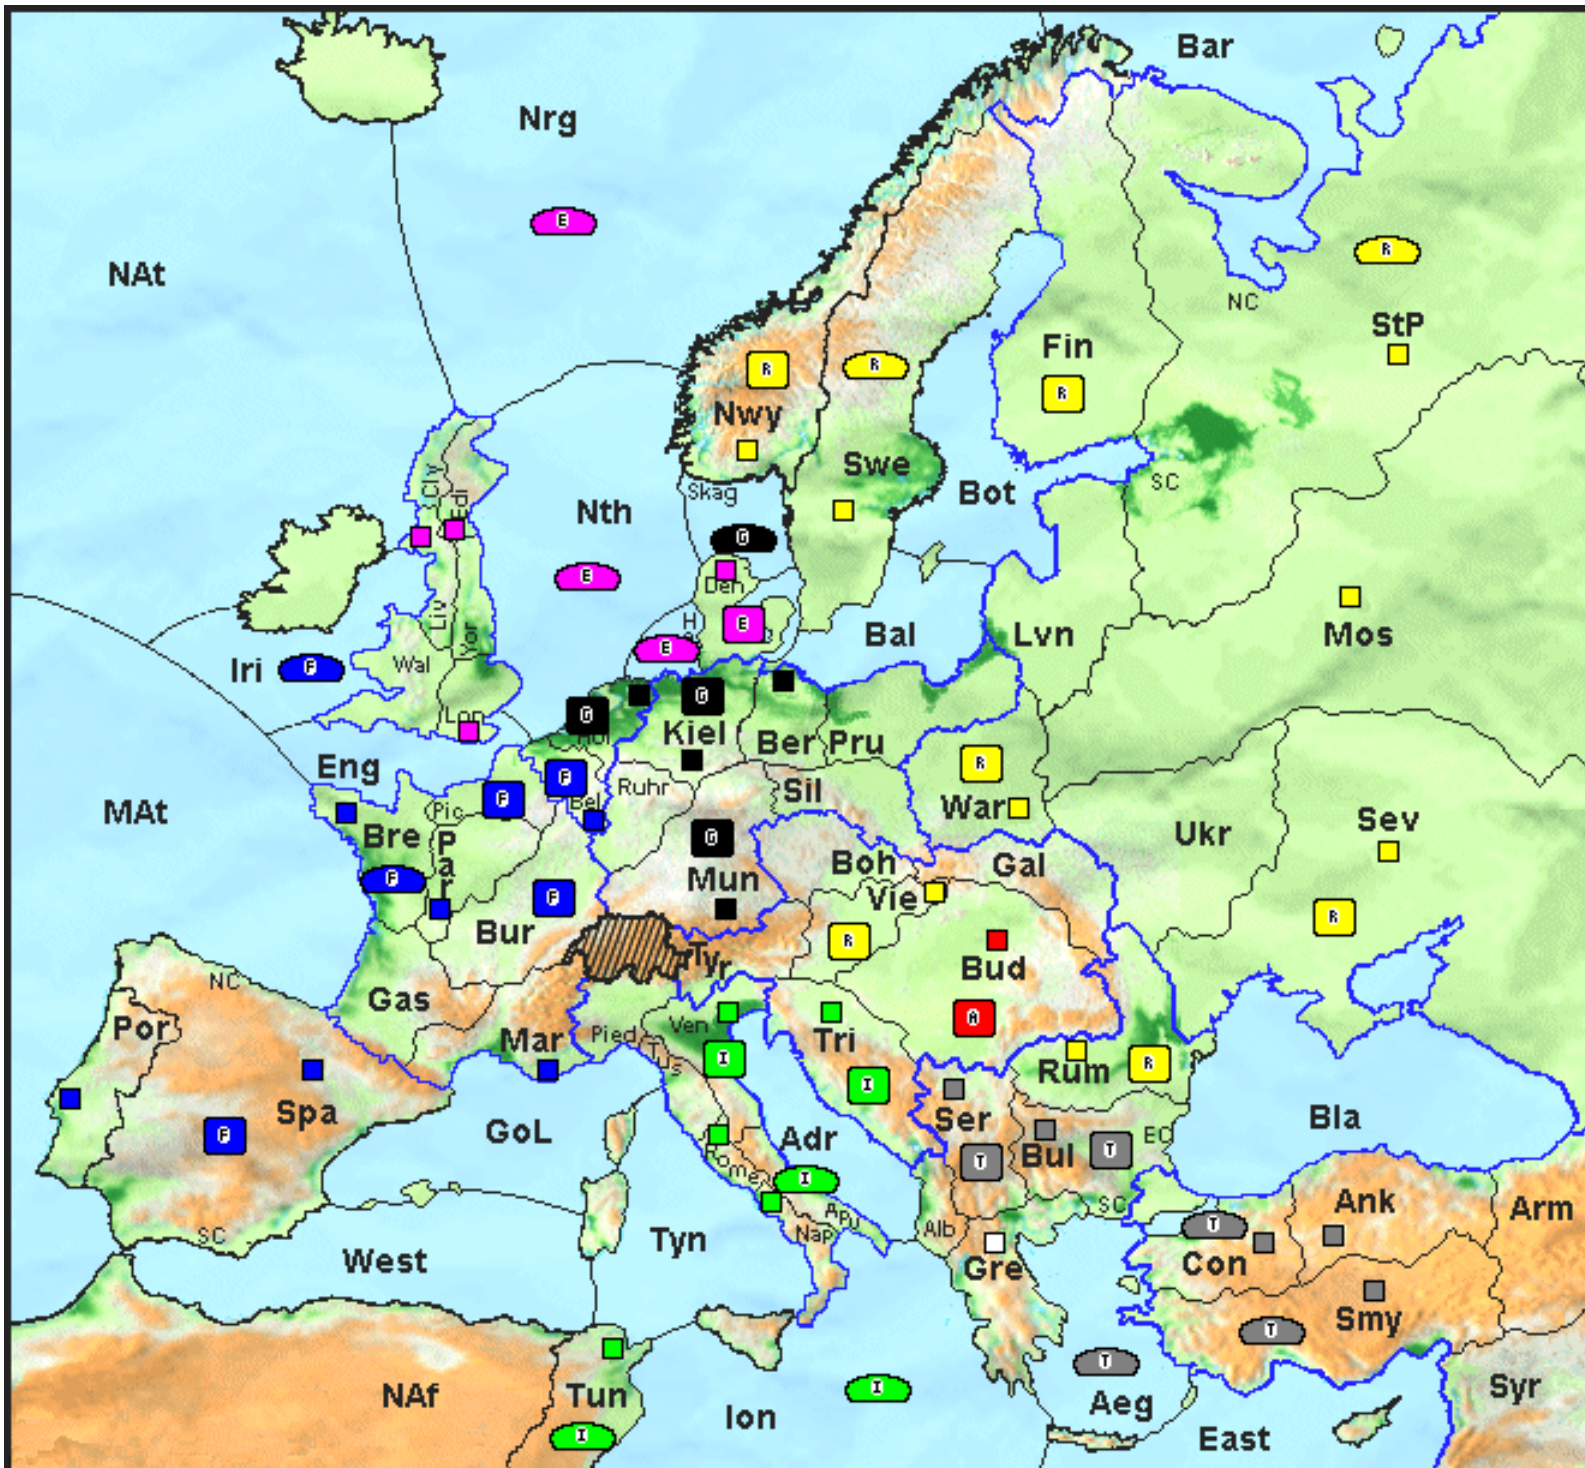 Bar
Nrg
E
NAt
R
NC
StP
Fin
R
R
R
Nwy
Swe
Skag
Bot
SC
Cly
Edi
Nth
G
E
Den
Liv
Yor
E
E
H
Bal
Lvn
Mos
Iri
F
Wal
Lon
G
Hol
G
Kiel
Ber
Pru
Eng
F
F
Bel
Ruhr
Sil
R
War
MAt
Pic
Bre
Par
F
G
Mun
Boh
Vie
Gal
Ukr
Sev
R
F
Bur
Tyr
R
Bud
A
NC
Gas
Por
Mar
Pied
Ven
Tus
I
Tri
I
Rum
R
Spa
F
GoL
Ser
T
Bul
T
EC
Bla
Adr
Rome
I
Apu
Nap
Alb
SC
SC
West
Tyn
Gre
T
Con
Ank
Arm
Smy
T
T
Aeg
NAf
Tun
I
Ion
I
East
Syr